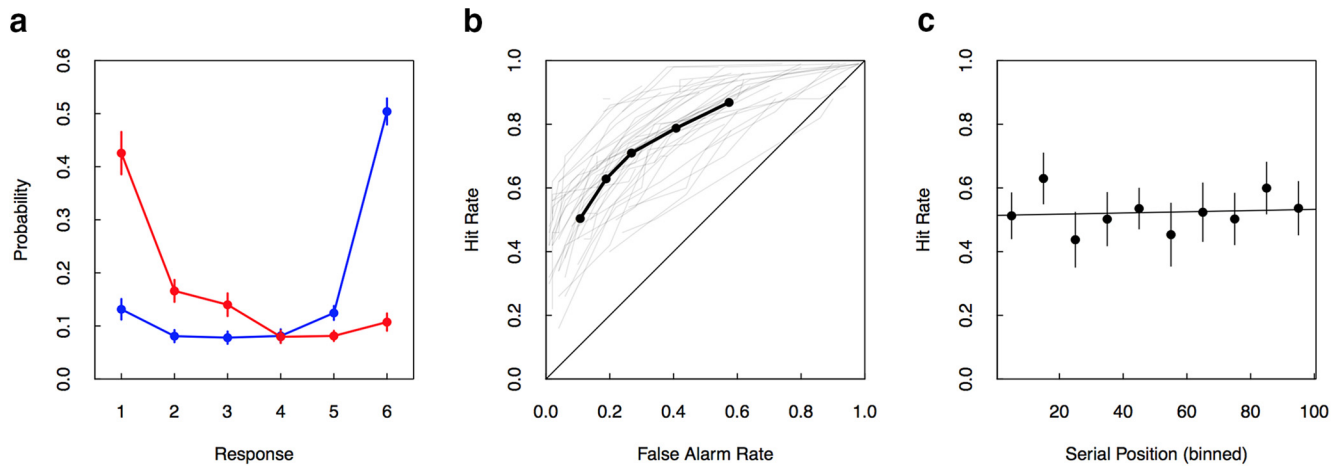 a
0.6
0.5
0.4
0.3
0.2
0.1
0.0
Probability
1 2 3 4 5 6
Response
b
1.0
0.8
0.6
0.4
0.2
0.0
Hit Rate
0.0 0.2 0.4 0.6 0.8 1.0
False Alarm Rate
c
1.0
0.8
0.6
0.4
0.2
0.0
Hit Rate
20 40 60 80 100
Serial Position (binned)